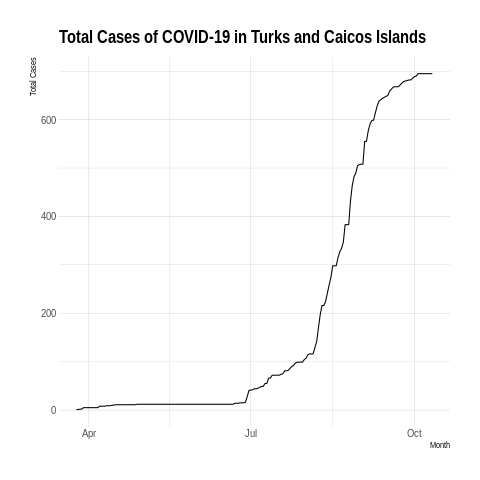 Total Cases of COVID-19 in Turks and Caicos Islands
Total Cases
600
400
200
0
Apr
Jul
Oct
Month